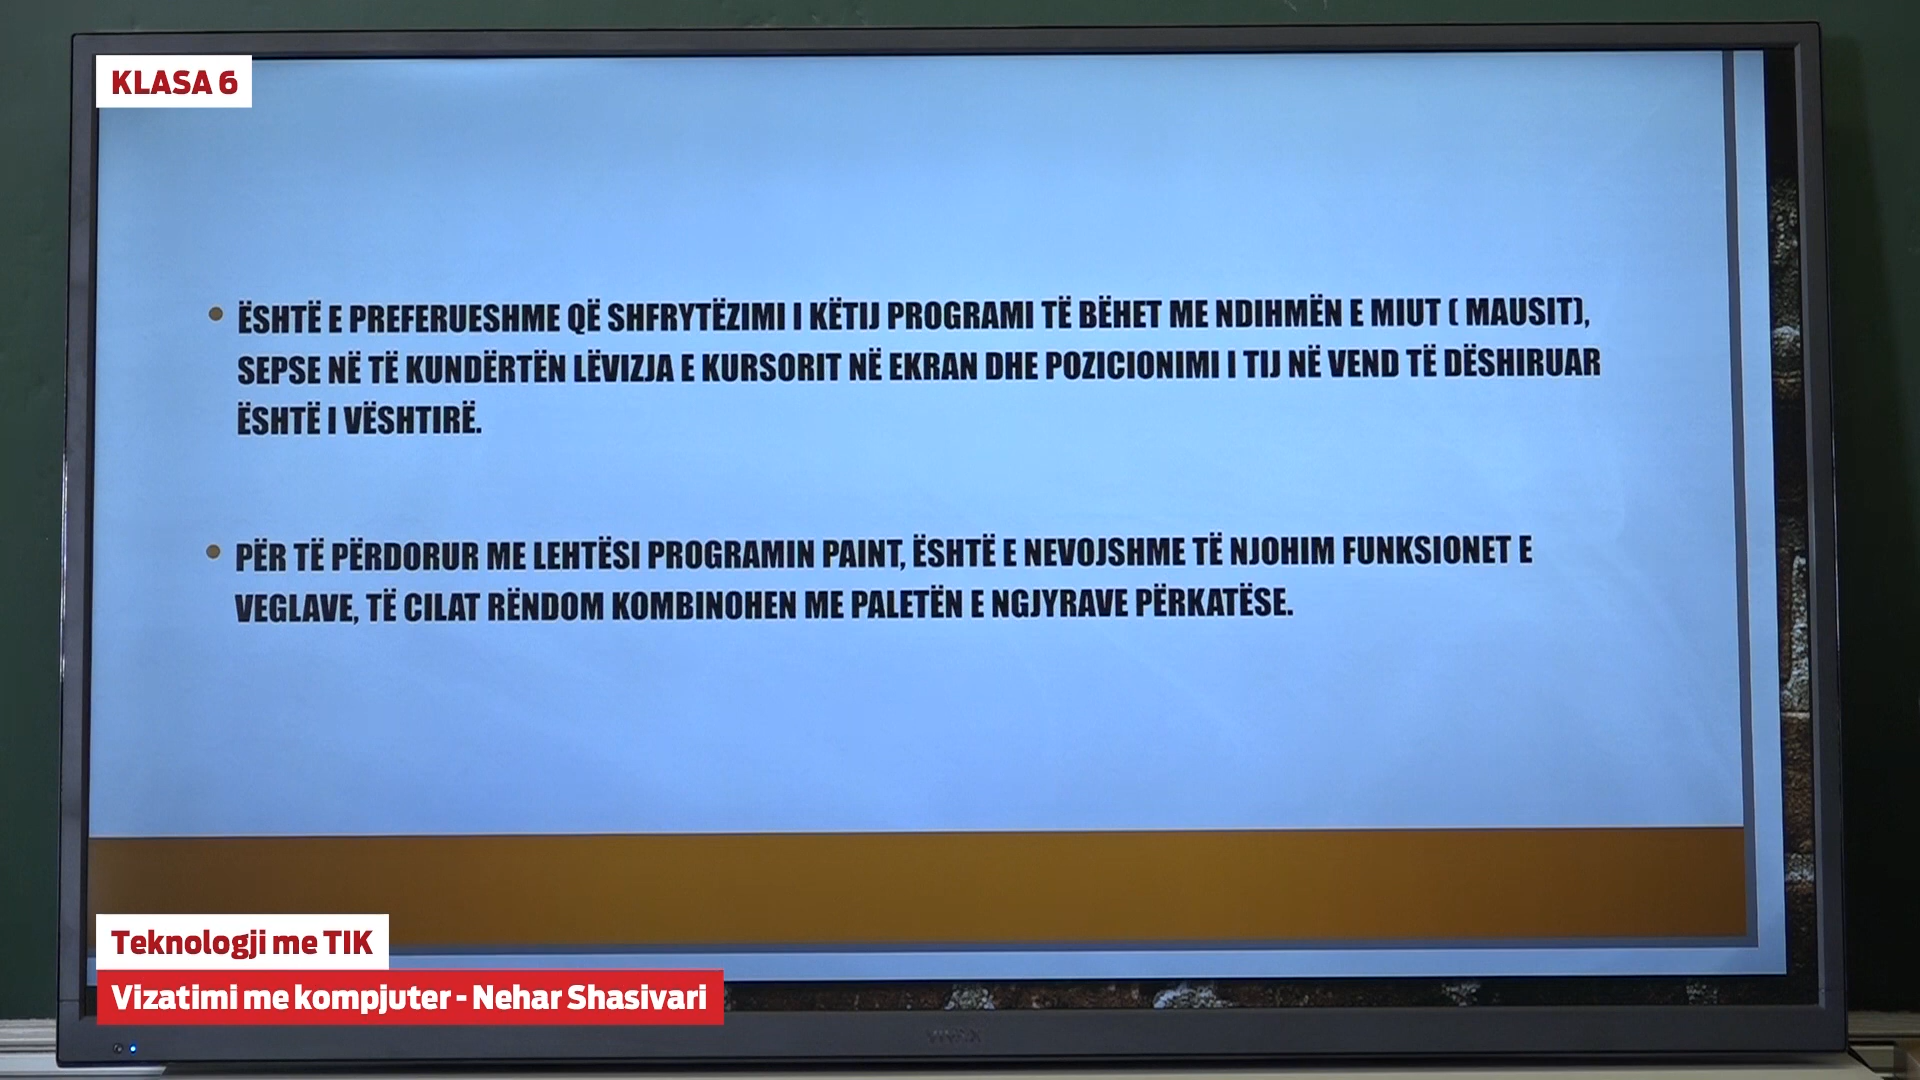 KLASA 6
• ËSHTË E PREFERUESHME QË SHFRYTËZIMI I KËTIJ PROGRAMI TË BËHET ME NDIHMËN E MIUT ( MAUSIT),
SEPSE NË TË KUNDËRTËN LËVIZJA E KURSORIT NË EKRAN DHE POZICIONIMI I TIJ NË VEND TË DËSHIRUAR
ËSHTË I VËSHTIRË.
• PËR TË PËRDORUR ME LEHTËSI PROGRAMIN PAINT, ËSHTË E NEVOJSHME TË NJOHIM FUNKSIONET E
VEGLAVE, TË CILAT RËNDOM KOMBINOHEN ME PALETËN E NGJYRAVE PËRKATËSE.
Teknologji me TIK
Vizatimi me kompjuter - Nehar Shasivari
VIVAX